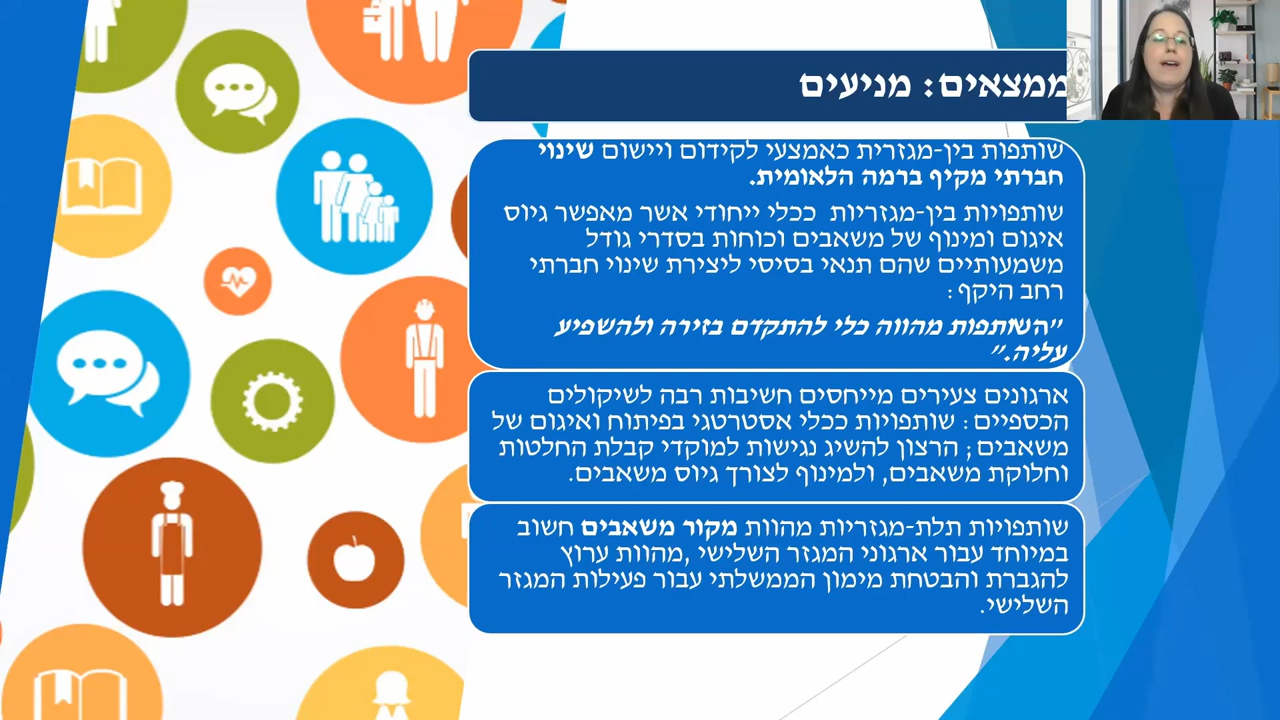 ממצאים: מניעים
שותפות בין-מגזרית כאמצעי לקידום ויישום שינוי
חברתי מקיף ברמה הלאומית.
שותפויות בין-מגזריות ככלי ייחודי אשר מאפשר גיוס
איגום ומינוף של משאבים וכוחות בסדרי גודל
משמעותיים שהם תנאי בסיסי ליצירת שינוי חברתי
רחב היקף:
"השותפות מהווה כלי להתקדם בזירה ולהשפיע
עליה."
ארגונים צעירים מייחסים חשיבות רבה לשיקולים
הכספיים: שותפויות ככלי אסטרטגי בפיתוח ואיגום של
משאבים; הרצון להשיג נגישות למוקדי קבלת החלטות
וחלוקת משאבים, ולמינוף לצורך גיוס משאבים.
שותפויות תלת-מגזריות מהוות מקור משאבים חשוב
במיוחד עבור ארגוני המגזר השלישי ,מהוות ערוץ
להגברת והבטחת מימון הממשלתי עבור פעילות המגזר
השלישי.